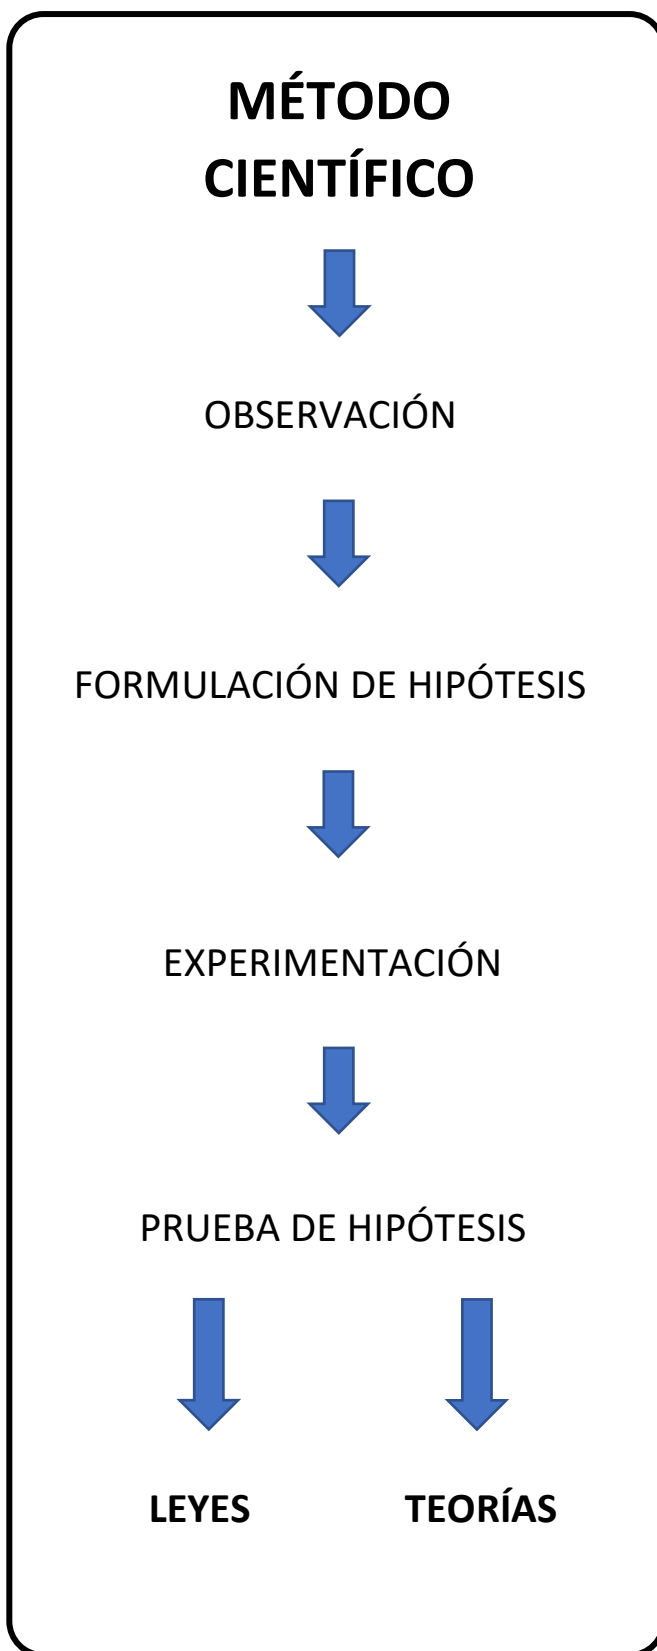 MÉTODO
CIENTÍFICO
OBSERVACIÓN
FORMULACIÓN DE HIPÓTESIS
EXPERIMENTACIÓN
PRUEBA DE HIPÓTESIS
LEYES TEORÍAS